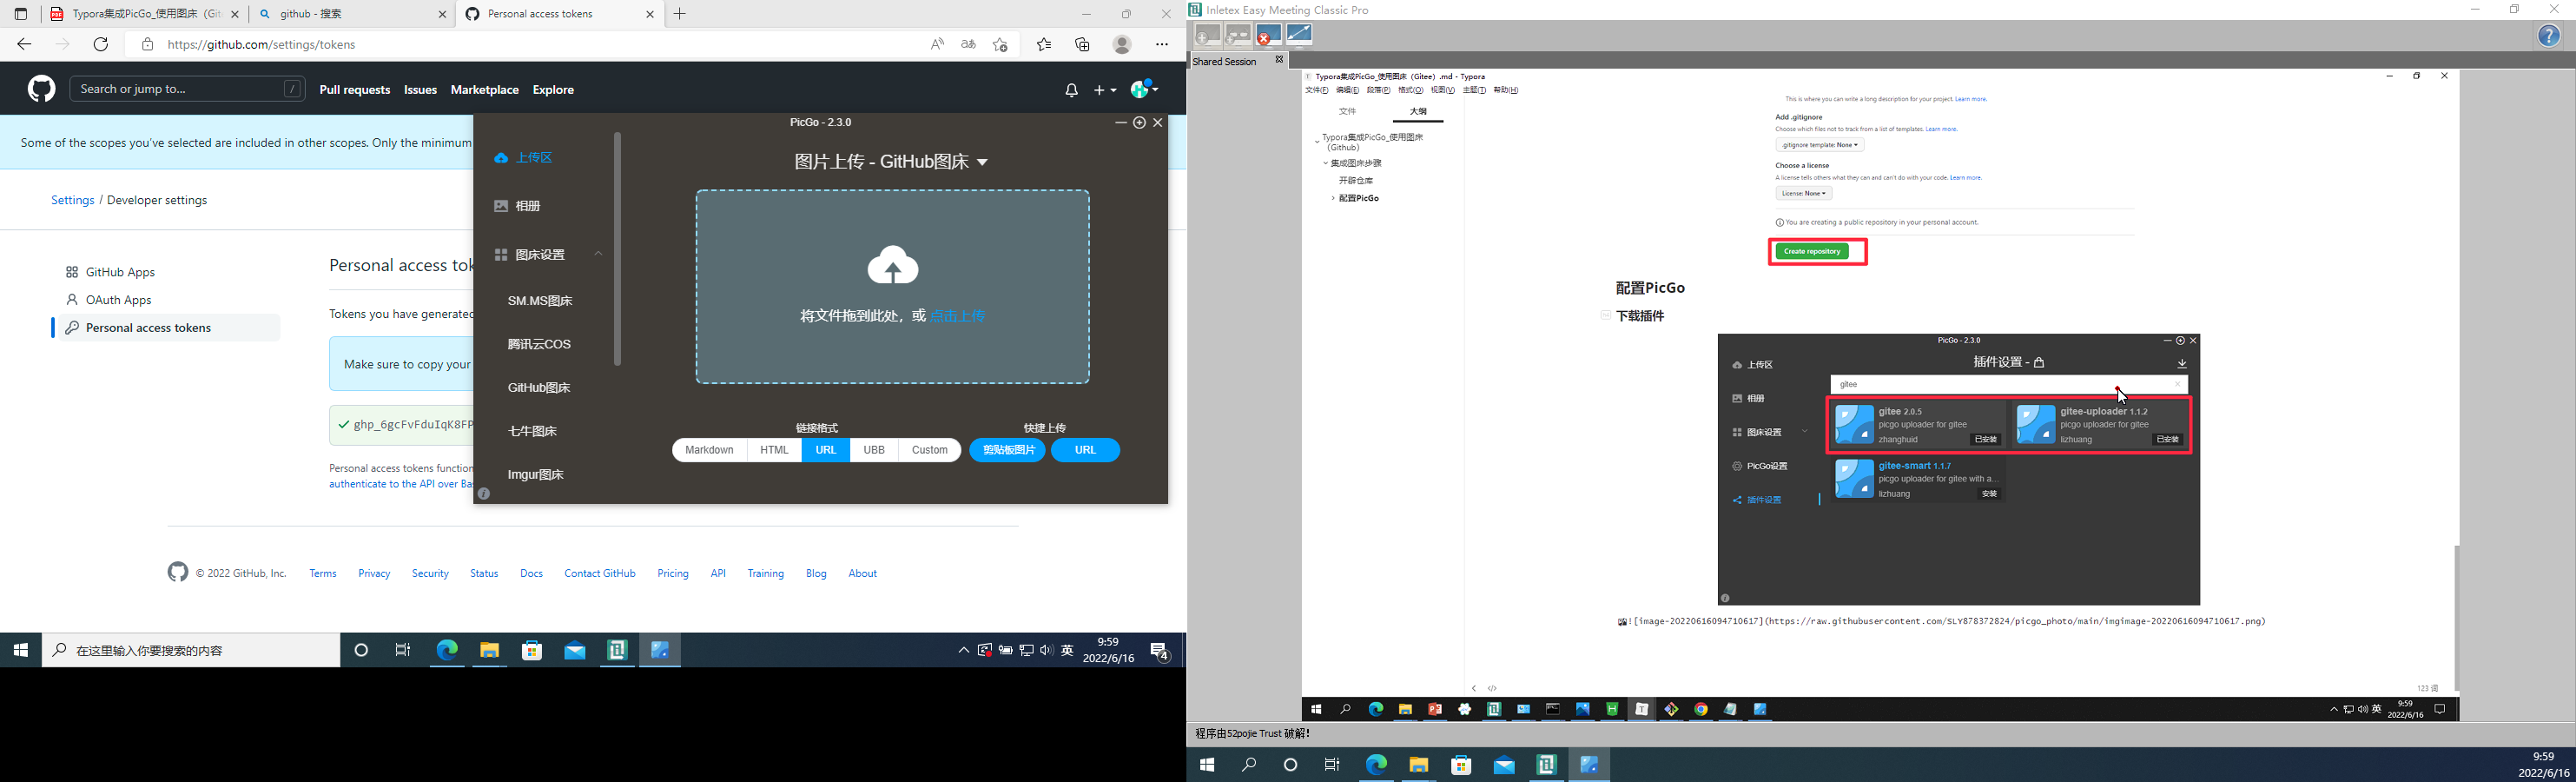 Typora集成PicGo_使用图床（Git
github - 搜索
Personal access tokens
https://github.com/settings/tokens
Search or jump to...
/
Pull requests
Issues
Marketplace
Explore
Some of the scopes you've selected are included in other scopes. Only the minimum
Settings / Developer settings
GitHub Apps
OAuth Apps
Personal access tokens
Personal access tok
Tokens you have generated
Make sure to copy your
ghp_6gcFvFduIqK8FP
Personal access tokens function
authenticate to the API over Bas
© 2022 GitHub, Inc.
Terms
Privacy
Security
Status
Docs
Contact GitHub
Pricing
API
Training
Blog
About
PicGo - 2.3.0
上传区
相册
图床设置
SM.MS图床
腾讯云COS
GitHub图床
七牛图床
Imgur图床
图片上传 - GitHub图床
将文件拖到此处，或 点击上传
链接格式
快捷上传
Markdown
HTML
URL
UBB
Custom
剪贴板图片
URL
在这里输入你要搜索的内容
英
9:59
2022/6/16
4
Inletex Easy Meeting Classic Pro
Shared Session
Typora集成PicGo_使用图床（Gitee）.md - Typora
文件(F) 编辑(E) 段落(P) 格式(O) 视图(V) 主题(T) 帮助(H)
文件
大纲
Typora集成PicGo_使用图床
(Github)
集成图床步骤
开辟仓库
配置PicGo
This is where you can write a long description for your project. Learn more.
Add .gitignore
Choose which files not to track from a list of templates. Learn more.
.gitignore template: None
Choose a license
A license tells others what they can and can't do with your code. Learn more.
License: None
You are creating a public repository in your personal account.
Create repository
配置PicGo
下载插件
PicGo - 2.3.0
上传区
相册
图床设置
PicGo设置
插件设置
插件设置 -
gitee
gitee 2.0.5
picgo uploader for gitee
zhanghuid
已安装
gitee-uploader 1.1.2
picgo uploader for gitee
lizhuang
已安装
gitee-smart 1.1.7
picgo uploader for gitee with a...
lizhuang
安装
![image-20220616094710617](https://raw.githubusercontent.com/SLY878372824/picgo_photo/main/imgimage-20220616094710617.png)
123 词
英
9:59
2022/6/16
程序由52pojie Trust 破解!
9:59
2022/6/16